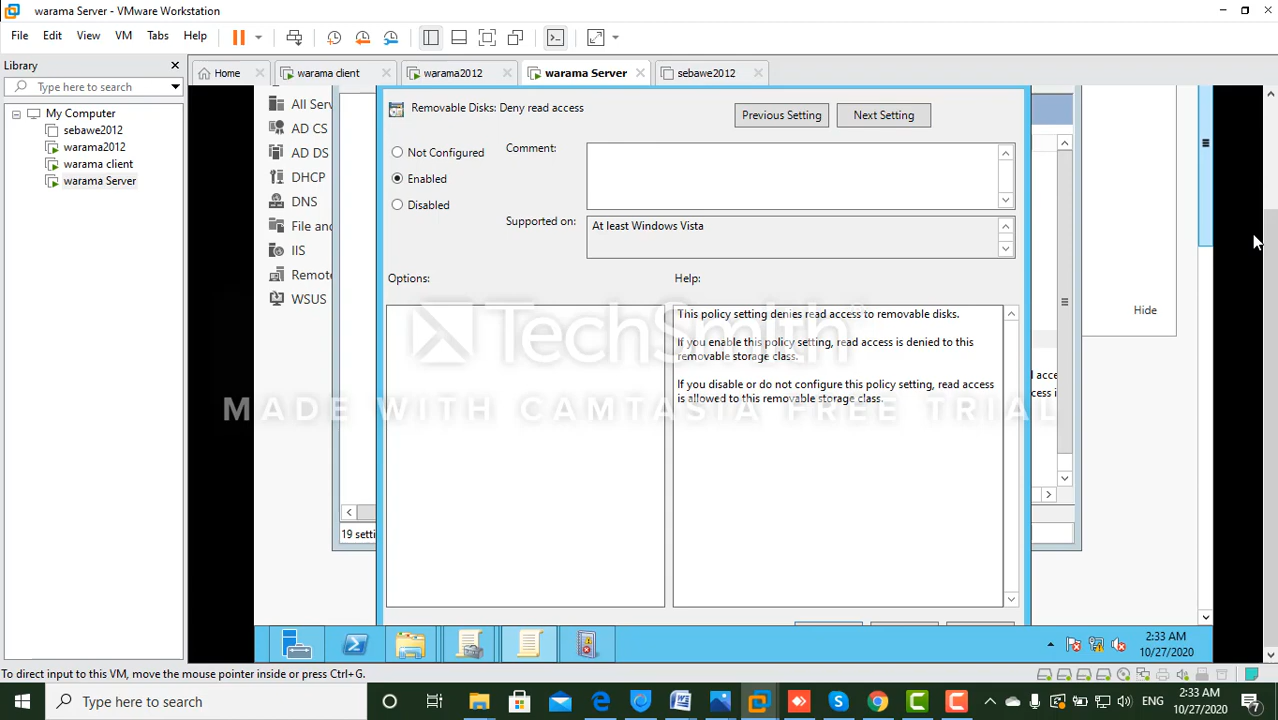 warama Server - VMware Workstation
File Edit View VM Tabs Help
Library
Type here to search
My Computer
sebawe2012
warama2012
warama client
warama Server
Home
warama client
warama2012
warama Server
sebawe2012
All Ser
AD CS
AD DS
DHCP
DNS
File and
IIS
Remot
WSUS
Removable Disks: Deny read access
Previous Setting
Next Setting
Not Configured
Enabled
Disabled
Comment:
Supported on:
At least Windows Vista
Options:
Help:
This policy setting denies read access to removable disks.
If you enable this policy setting, read access is denied to this
removable storage class.
If you disable or do not configure this policy setting, read access
is allowed to this removable storage class.
Hide
d acce
ccess i
19 setti
TechSmith
MADE WITH CAMTASIA FREE TRIAL
2:33 AM
10/27/2020
To direct input to this VM, move the mouse pointer inside or press Ctrl+G.
Type here to search
ENG
2:33 AM
10/27/2020
7